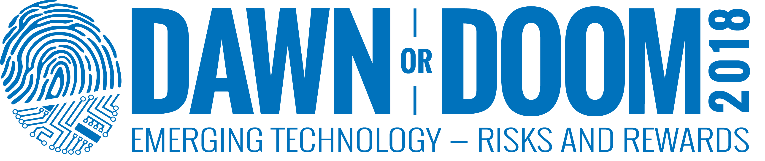 DAWN OR DOOM 2018
EMERGING TECHNOLOGY – RISKS AND REWARDS